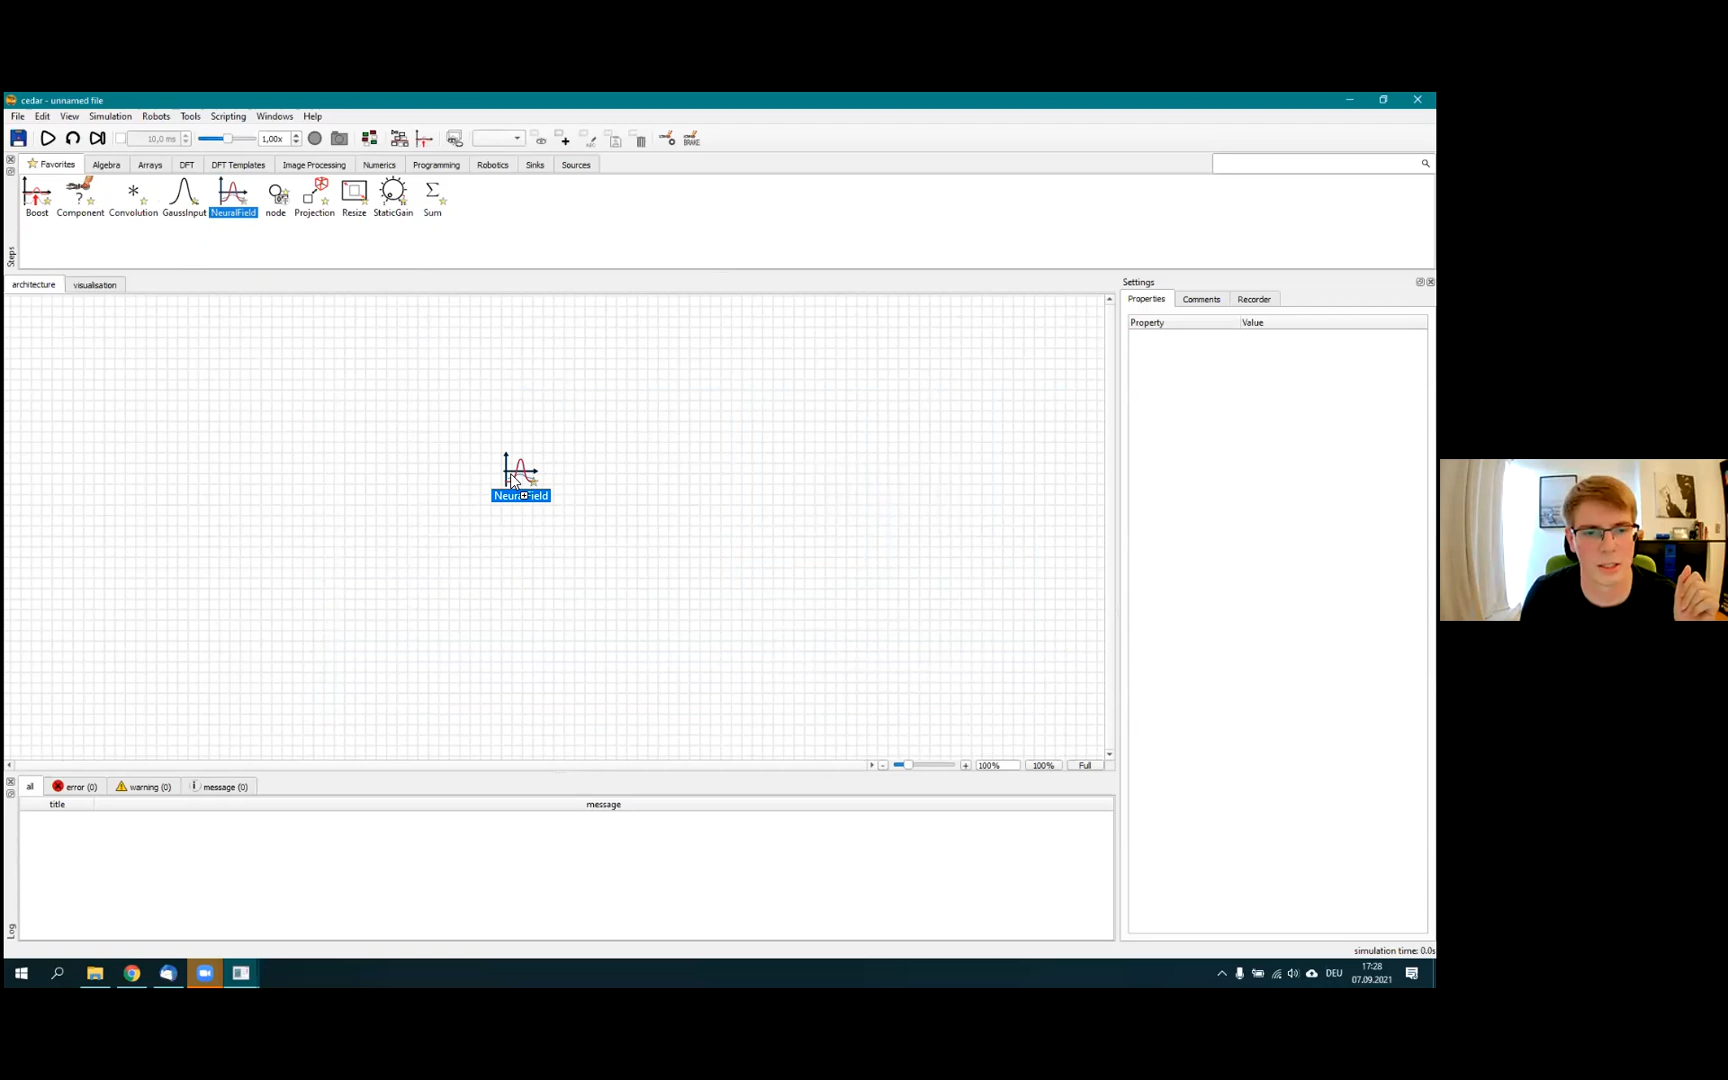 cedar - unnamed file
File Edit View Simulation Robots Tools Scripting Windows Help
10,0 ms 1,00x BRAKE
Favorites Algebra Arrays DFT DFT Templates Image Processing Numerics Programming Robotics Sinks Sources
Boost Component Convolution GaussInput NeuralField node Projection Resize StaticGain Sum
Steps
architecture visualisation
Settings
Properties Comments Recorder
Property Value
NeuralField
- + 100% 100% Full
all error (0) warning (0) message (0)
title message
Log
simulation time: 0.0s
DEU
17:28
07.09.2021